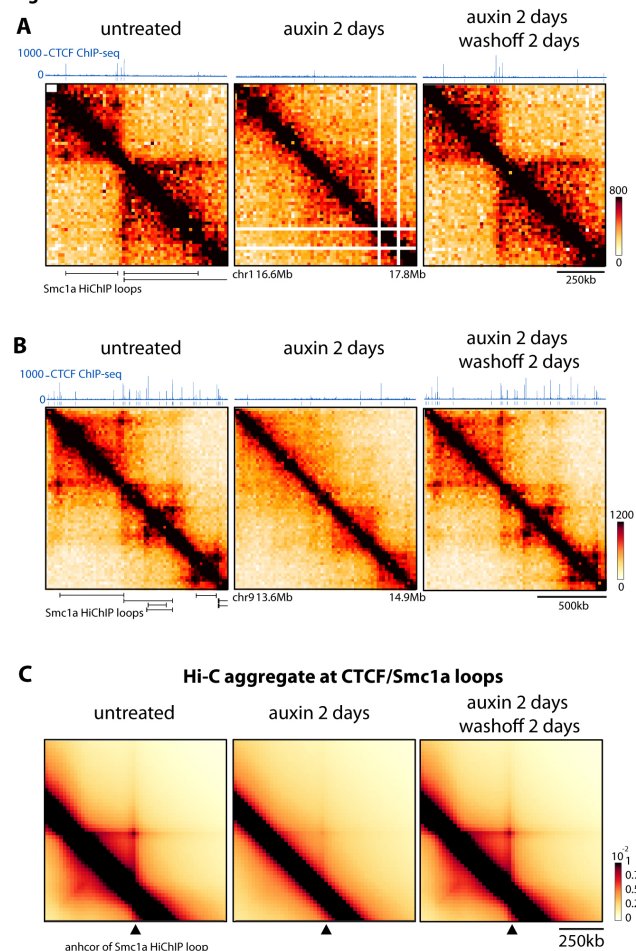 A
untreated
auxin 2 days
auxin 2 days
washoff 2 days
1000
CTCF ChIP-seq
0
800
0
Smc1a HiChIP loops
chr1 16.6Mb
17.8Mb
250kb
B
untreated
auxin 2 days
auxin 2 days
washoff 2 days
1000
CTCF ChIP-seq
0
1200
0
Smc1a HiChIP loops
chr9 13.6Mb
14.9Mb
500kb
C
Hi-C aggregate at CTCF/Smc1a loops
untreated
auxin 2 days
auxin 2 days
washoff 2 days
10-2
1
250kb
anhcor of Smc1a HiChIP loop